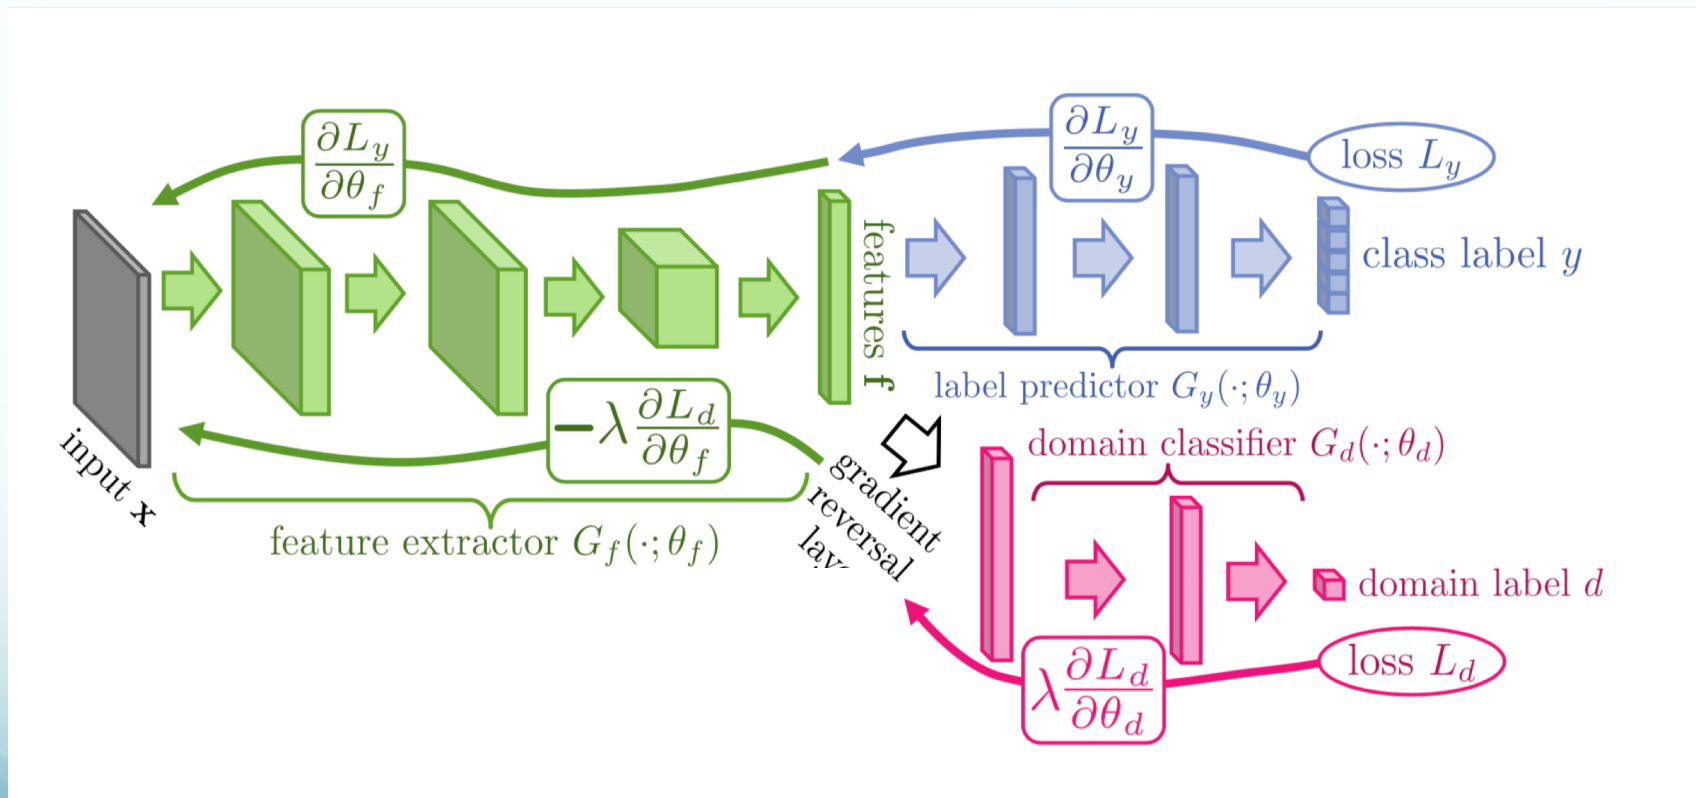 ∂L_y/∂θ_f
∂L_y/∂θ_y
loss L_y
class label y
features f
label predictor G_y(·; θ_y)
input x
-λ ∂L_d/∂θ_f
feature extractor G_f(·; θ_f)
gradient
reversal
domain classifier G_d(·; θ_d)
domain label d
λ ∂L_d/∂θ_d
loss L_d